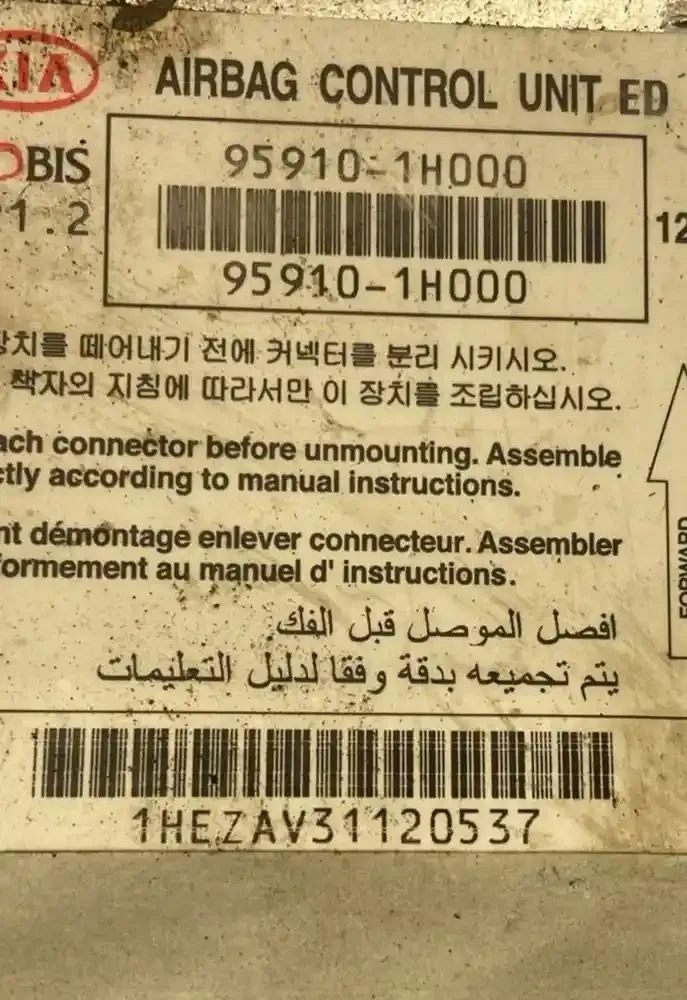 KIA
AIRBAG CONTROL UNIT ED
OBIS
95910-1H000
1.2
12
95910-1H000
장치를 떼어내기 전에 커넥터를 분리 시키시오.
책자의 지침에 따라서만 이 장치를 조립하십시오.
ach connector before unmounting. Assemble
ctly according to manual instructions.
nt démontage enlever connecteur. Assembler
formement au manuel d' instructions.
FORWARD
افصل الموصل قبل الفك.
يتم تجميعه بدقة وفقا لدليل التعليمات
1HEZAV31120537